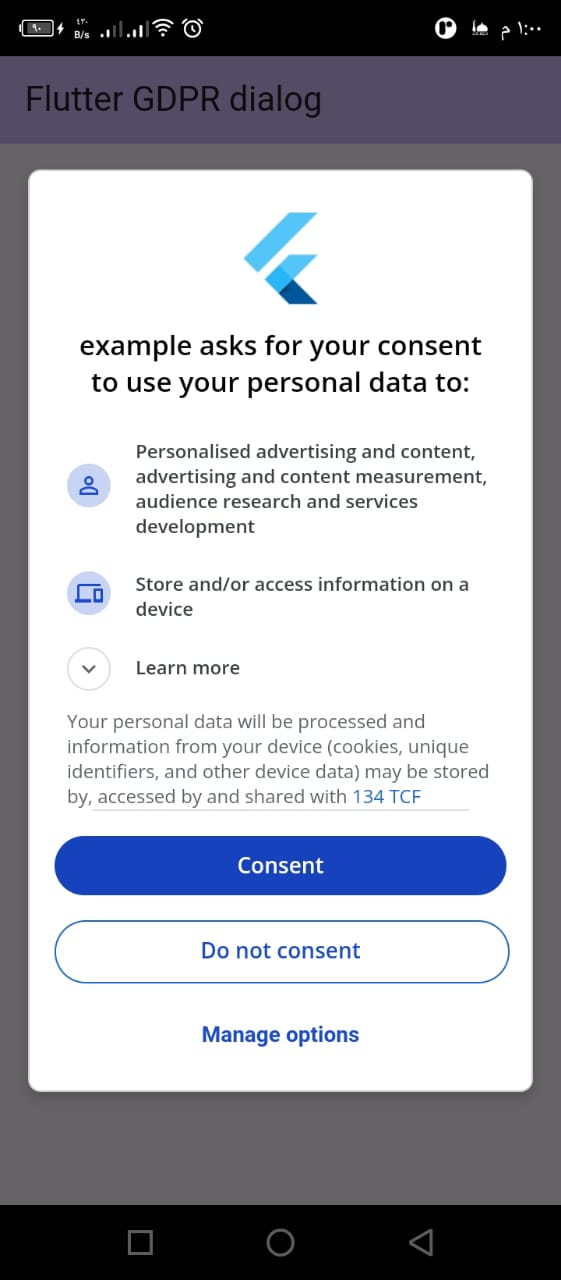 ٩٠
٤٣٠
B/s
١:٠٠ م
Flutter GDPR dialog
example asks for your consent
to use your personal data to:
Personalised advertising and content,
advertising and content measurement,
audience research and services
development
Store and/or access information on a
device
Learn more
Your personal data will be processed and
information from your device (cookies, unique
identifiers, and other device data) may be stored
by, accessed by and shared with 134 TCF
Consent
Do not consent
Manage options